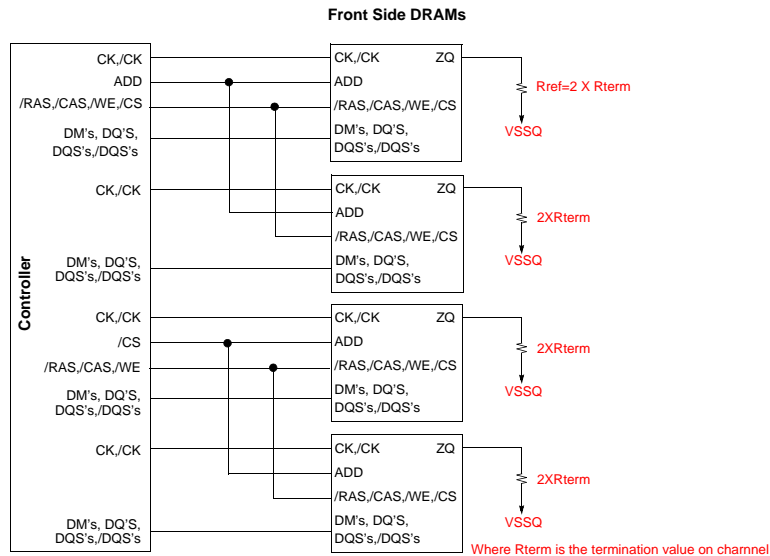 Front Side DRAMs
Controller
CK,/CK
ADD
/RAS,/CAS,/WE,/CS
DM's, DQ'S,
DQS's,/DQS's
CK,/CK ZQ
ADD
/RAS,/CAS,/WE,/CS
DM's, DQ'S,
DQS's,/DQS's
Rref=2 X Rterm
VSSQ
CK,/CK
DM's, DQ'S,
DQS's,/DQS's
CK,/CK ZQ
ADD
/RAS,/CAS,/WE,/CS
DM's, DQ'S,
DQS's,/DQS's
2XRterm
VSSQ
CK,/CK
/CS
/RAS,/CAS,/WE
DM's, DQ'S,
DQS's,/DQS's
CK,/CK ZQ
ADD
/RAS,/CAS,/WE,/CS
DM's, DQ'S,
DQS's,/DQS's
2XRterm
VSSQ
CK,/CK
DM's, DQ'S,
DQS's,/DQS's
CK,/CK ZQ
ADD
/RAS,/CAS,/WE,/CS
DM's, DQ'S,
DQS's,/DQS's
2XRterm
VSSQ
Where Rterm is the termination value on charnnel